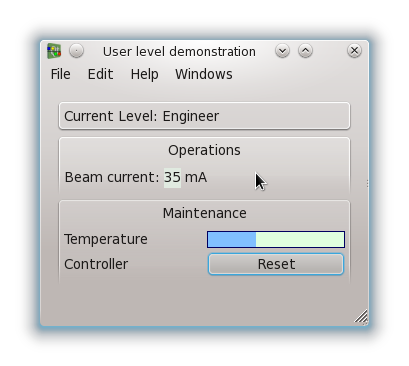 User level demonstration
File Edit Help Windows
Current Level: Engineer
Operations
Beam current: 35 mA
Maintenance
Temperature
Controller Reset